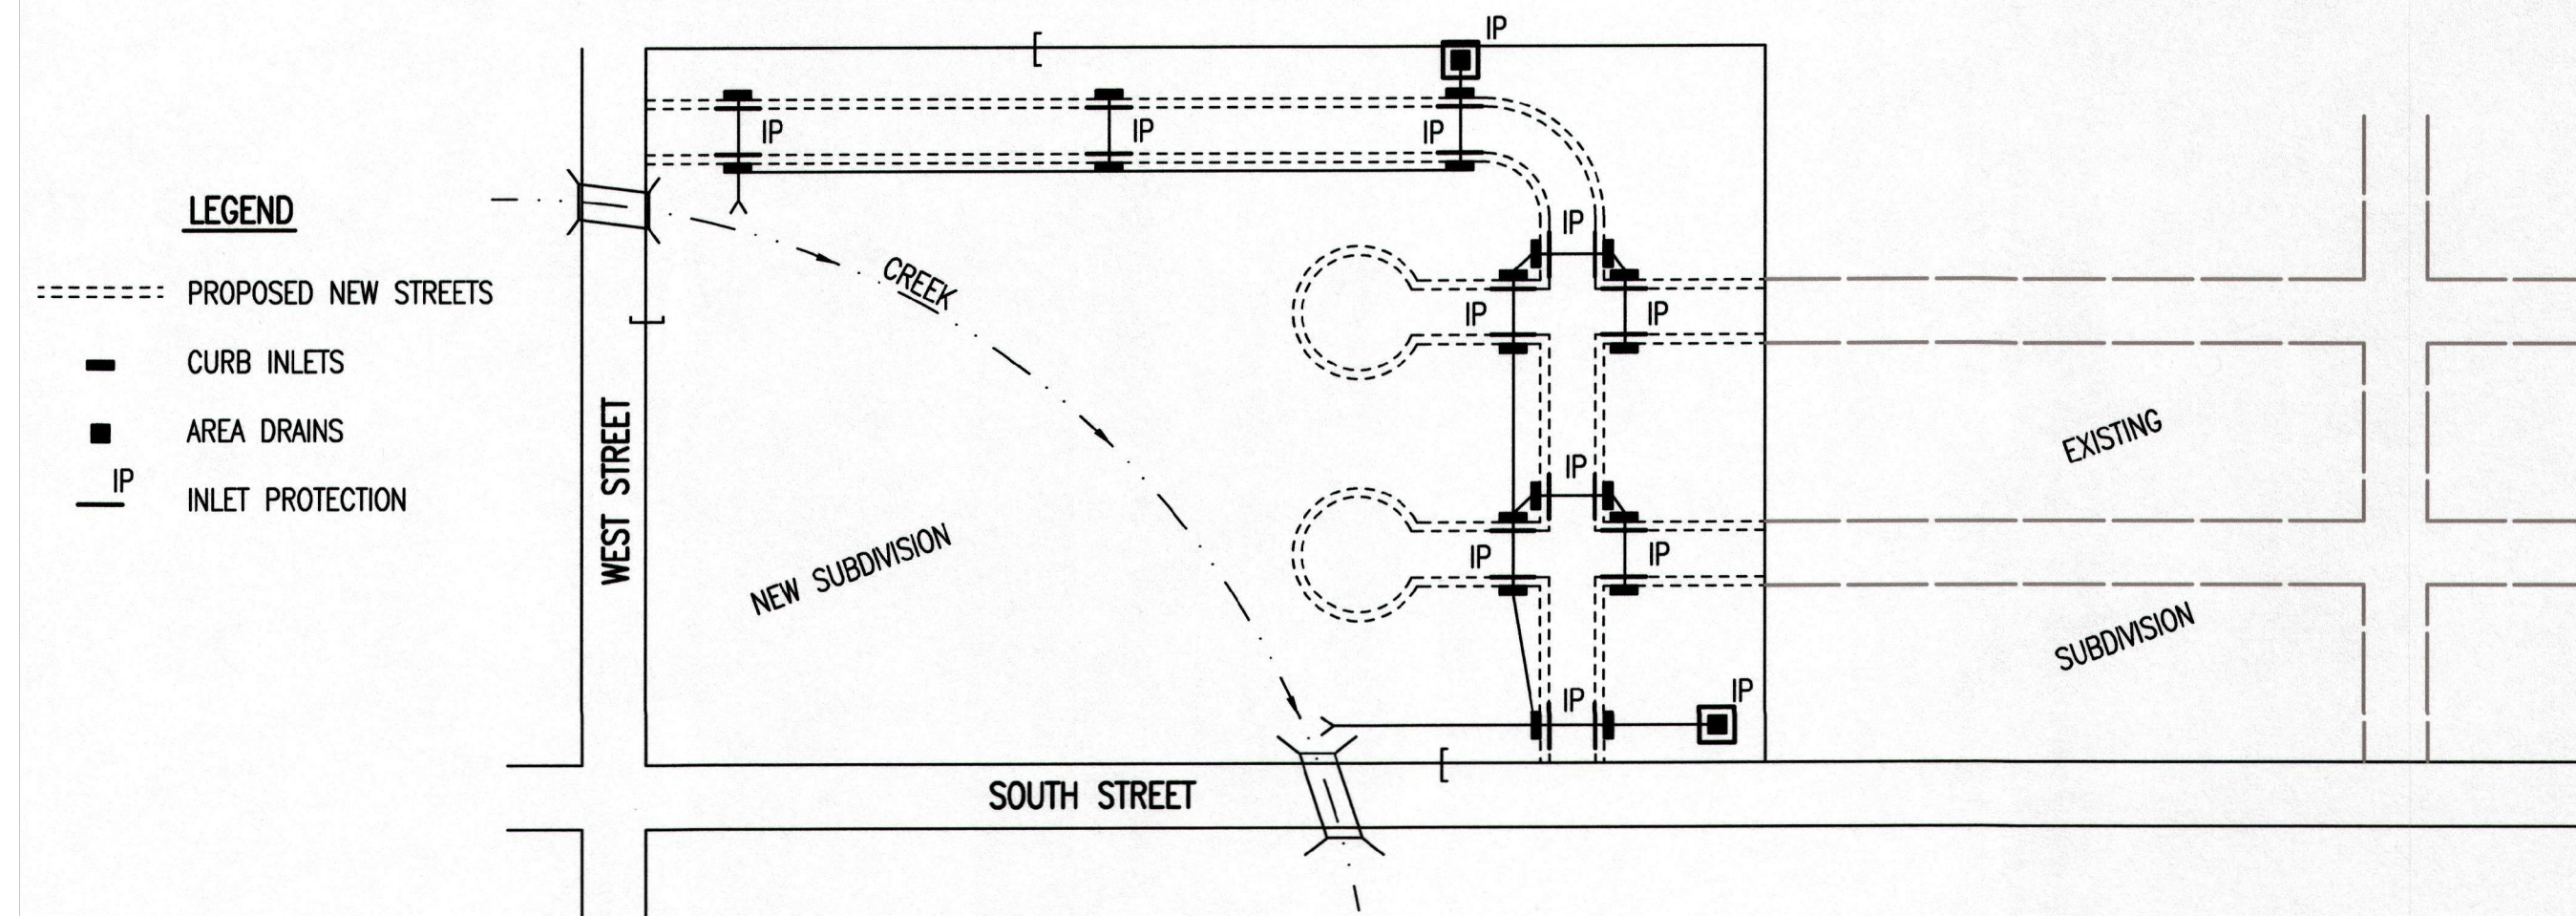 IP
IP
IP
IP
LEGEND
IP
PROPOSED NEW STREETS
CREEK
IP
IP
CURB INLETS
AREA DRAINS
EXISTING
IP
IP
INLET PROTECTION
WEST STREET
NEW SUBDIVISION
IP
IP
SUBDIVISION
IP
IP
SOUTH STREET